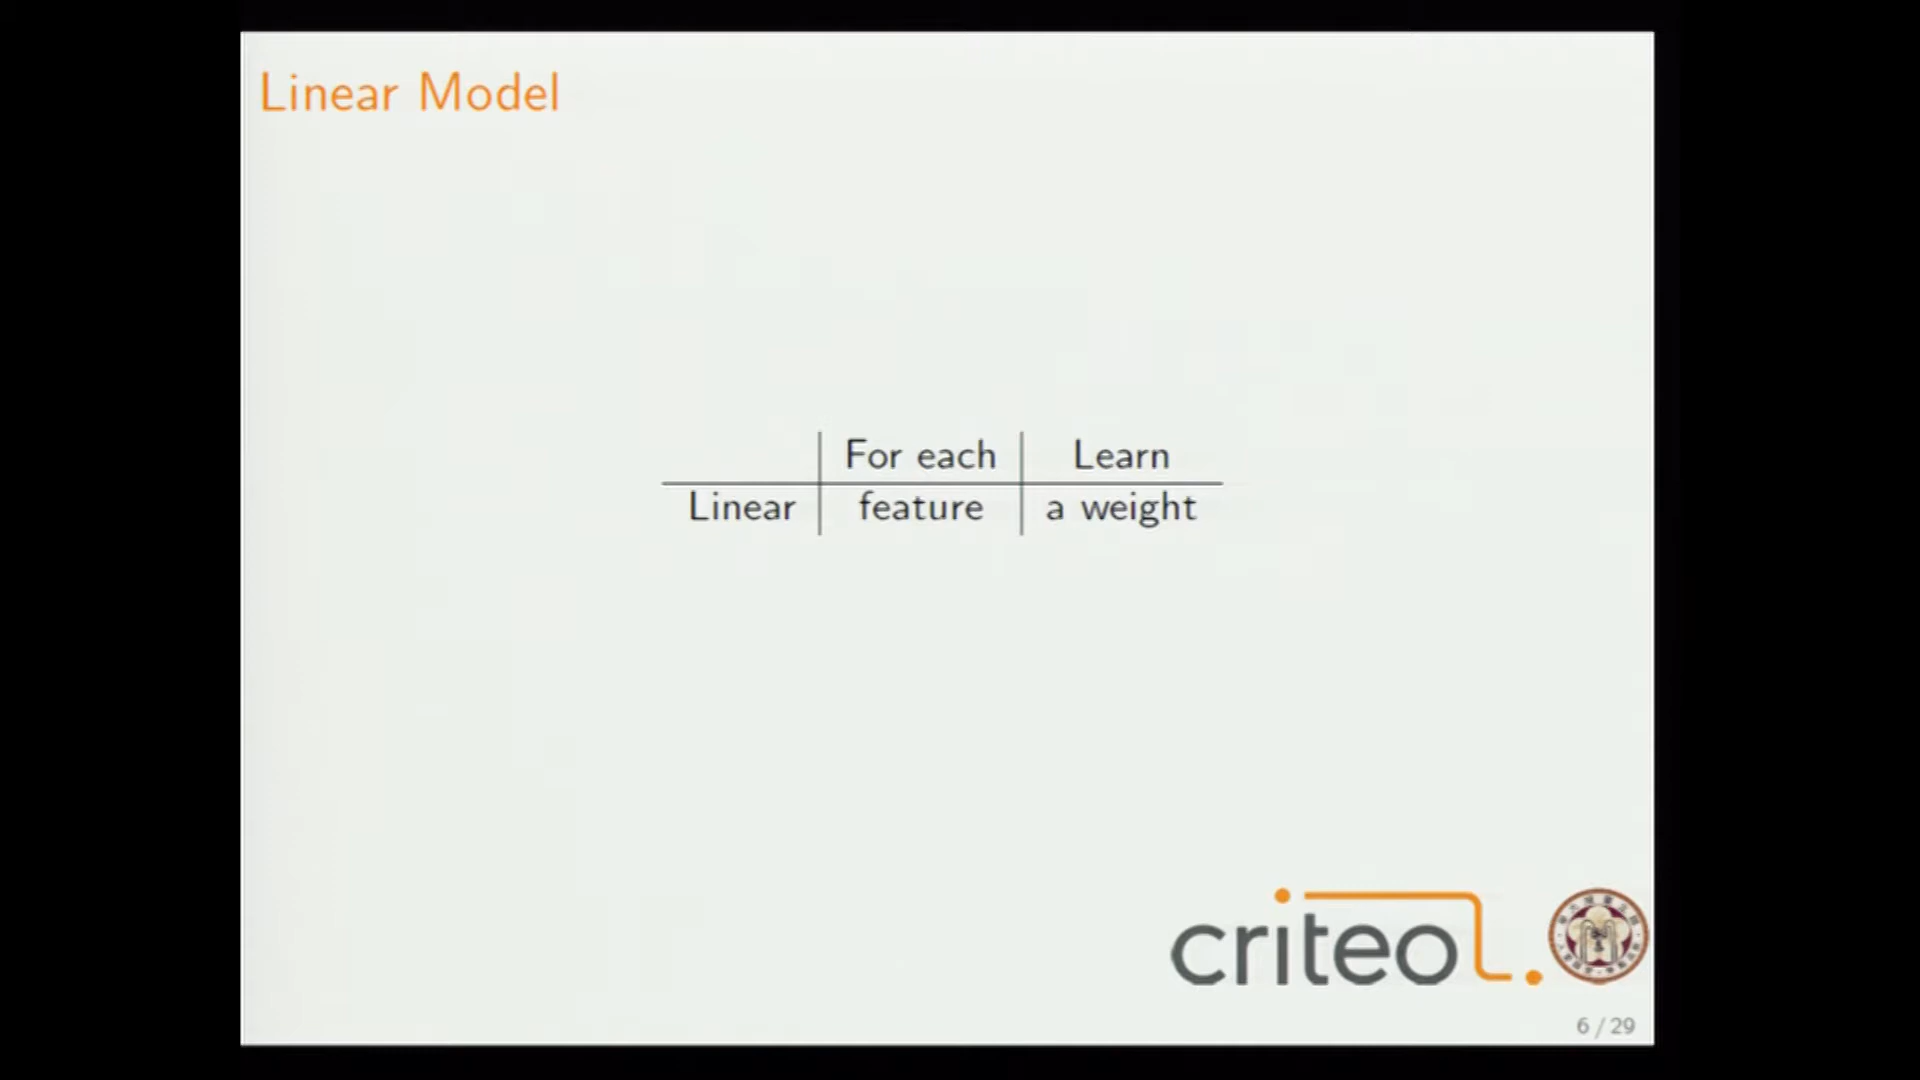 Linear Model
For each Learn
Linear feature a weight
criteo
6 / 29